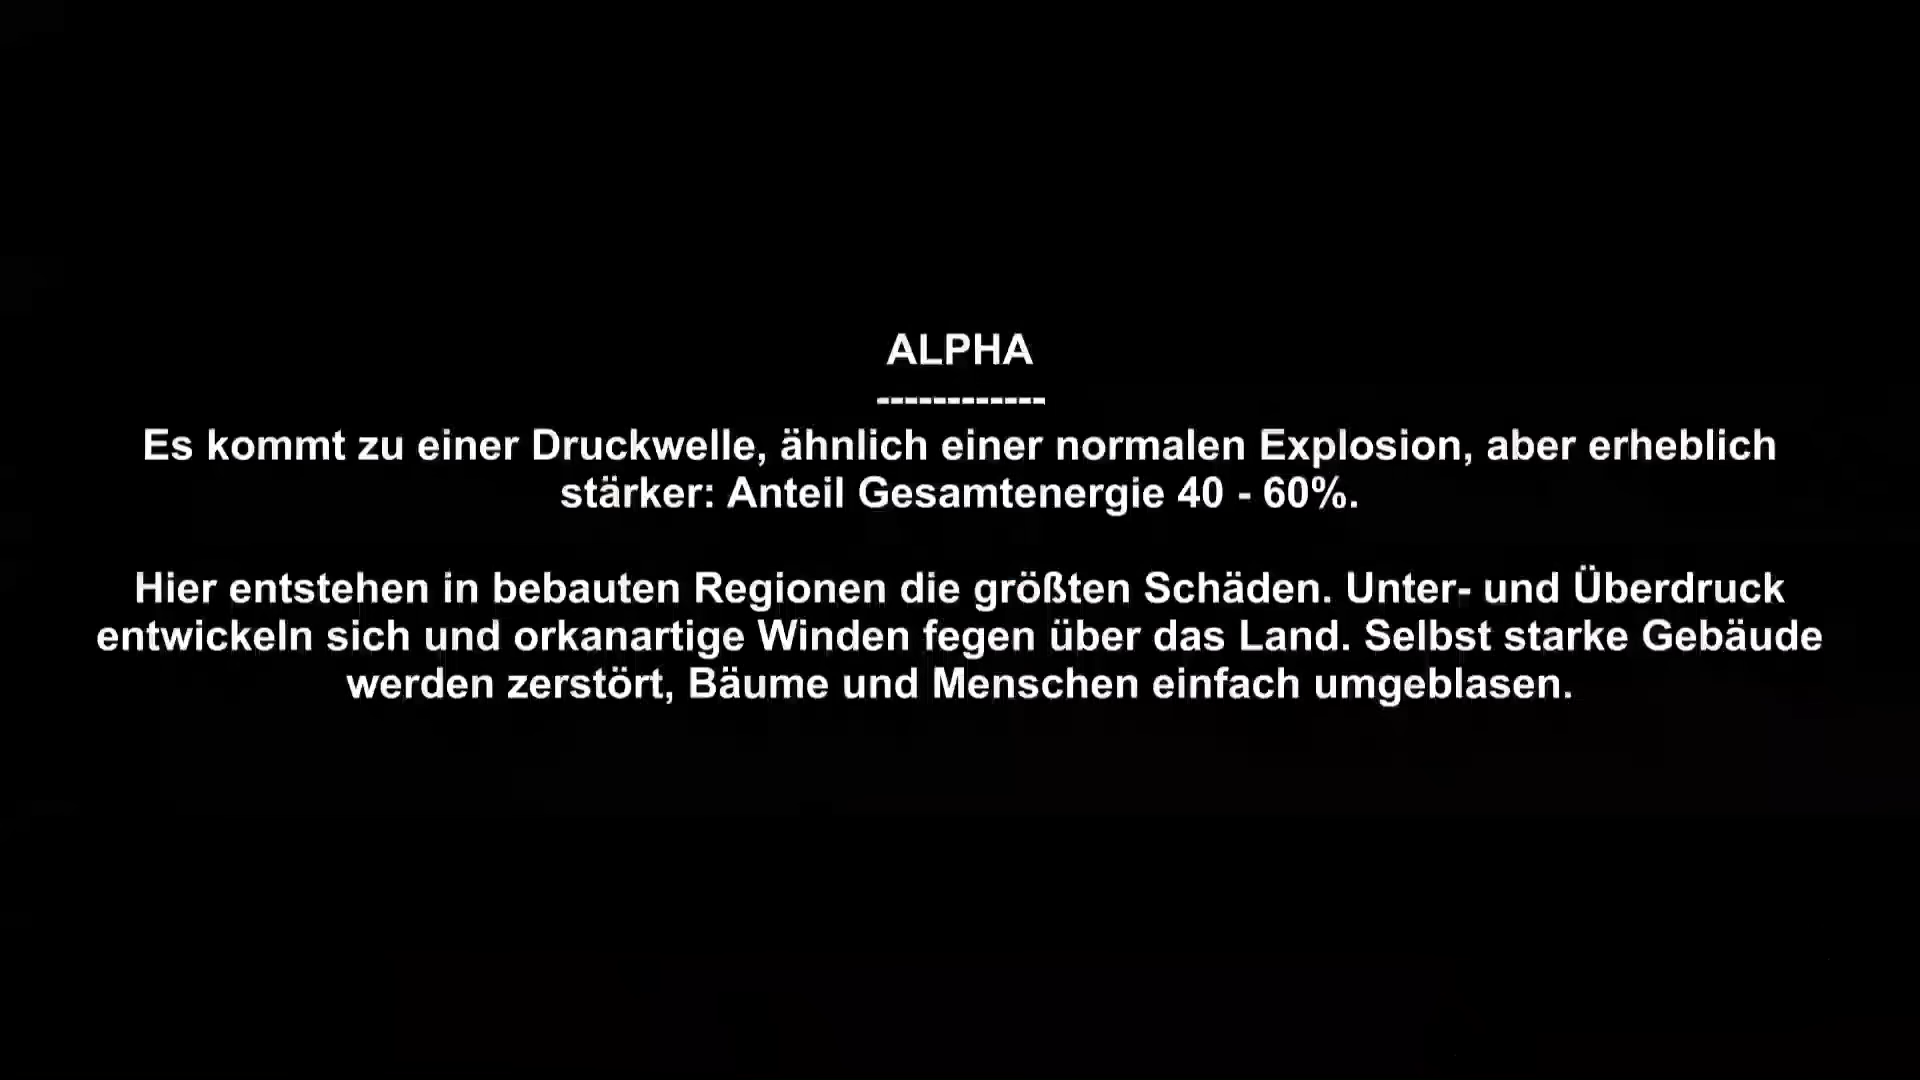 ALPHA
------------
Es kommt zu einer Druckwelle, ähnlich einer normalen Explosion, aber erheblich
stärker: Anteil Gesamtenergie 40 - 60%.
Hier entstehen in bebauten Regionen die größten Schäden. Unter- und Überdruck
entwickeln sich und orkanartige Winden fegen über das Land. Selbst starke Gebäude
werden zerstört, Bäume und Menschen einfach umgeblasen.